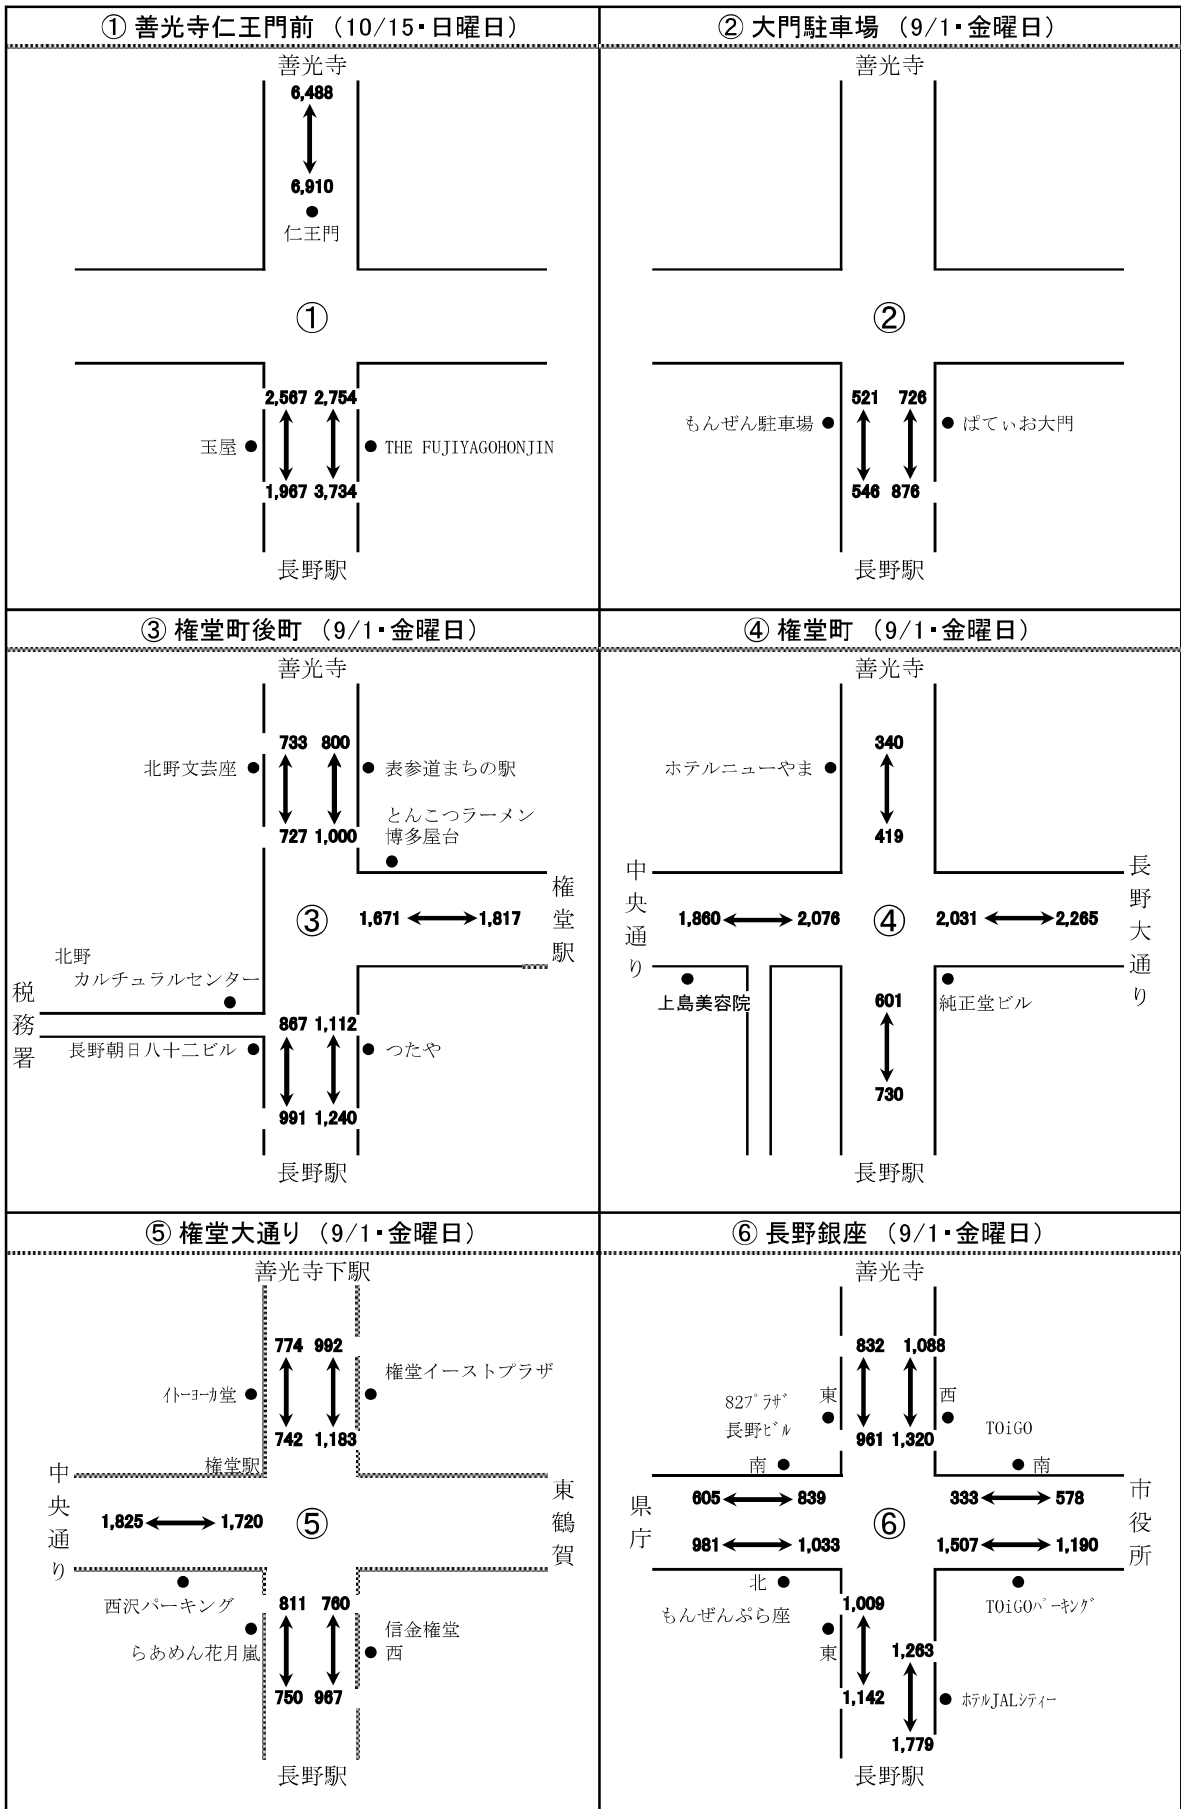 ① 善光寺仁王門前 (10/15・日曜日)
善光寺
6,488
6,910
仁王門
①
2,567 2,754
玉屋
THE FUJIYAGOHONJIN
1,967 3,734
長野駅
② 大門駐車場 (9/1・金曜日)
善光寺
②
521 726
もんぜん駐車場
ぱてぃお大門
546 876
長野駅
③ 権堂町後町 (9/1・金曜日)
善光寺
733 800
北野文芸座
表参道まちの駅
727 1,000
とんこつラーメン
博多屋台
権堂駅
③
1,671 1,817
北野
カルチュラルセンター
税務署
867 1,112
長野朝日八十二ビル
つたや
991 1,240
長野駅
④ 権堂町 (9/1・金曜日)
善光寺
340
ホテルニューやま
419
中央通り
長野大通り
1,860 2,076
④
2,031 2,265
上島美容院
601
純正堂ビル
730
長野駅
⑤ 権堂大通り (9/1・金曜日)
善光寺下駅
774 992
イトーヨーカ堂
権堂イーストプラザ
742 1,183
権堂駅
中央通り
東鶴賀
1,825 1,720
⑤
西沢パーキング
811 760
らあめん花月嵐
信金権堂
西
750 967
長野駅
⑥ 長野銀座 (9/1・金曜日)
善光寺
832 1,088
82プラザ
長野ビル
東
西
TOiGO
961 1,320
南
南
県庁
市役所
605 839
333 578
⑥
981 1,033
1,507 1,190
北
もんぜんぷら座
TOiGOパーキング
1,009
東
1,263
1,142
ホテルJALシティー
1,779
長野駅